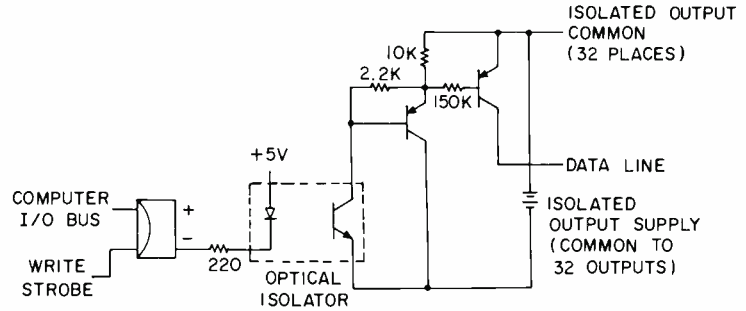 ISOLATED OUTPUT
COMMON
(32 PLACES)
10K
2.2K
150K
+5V
DATA LINE
COMPUTER
I/O BUS
+
−
ISOLATED
OUTPUT SUPPLY
(COMMON TO
32 OUTPUTS)
220
WRITE
STROBE
OPTICAL
ISOLATOR